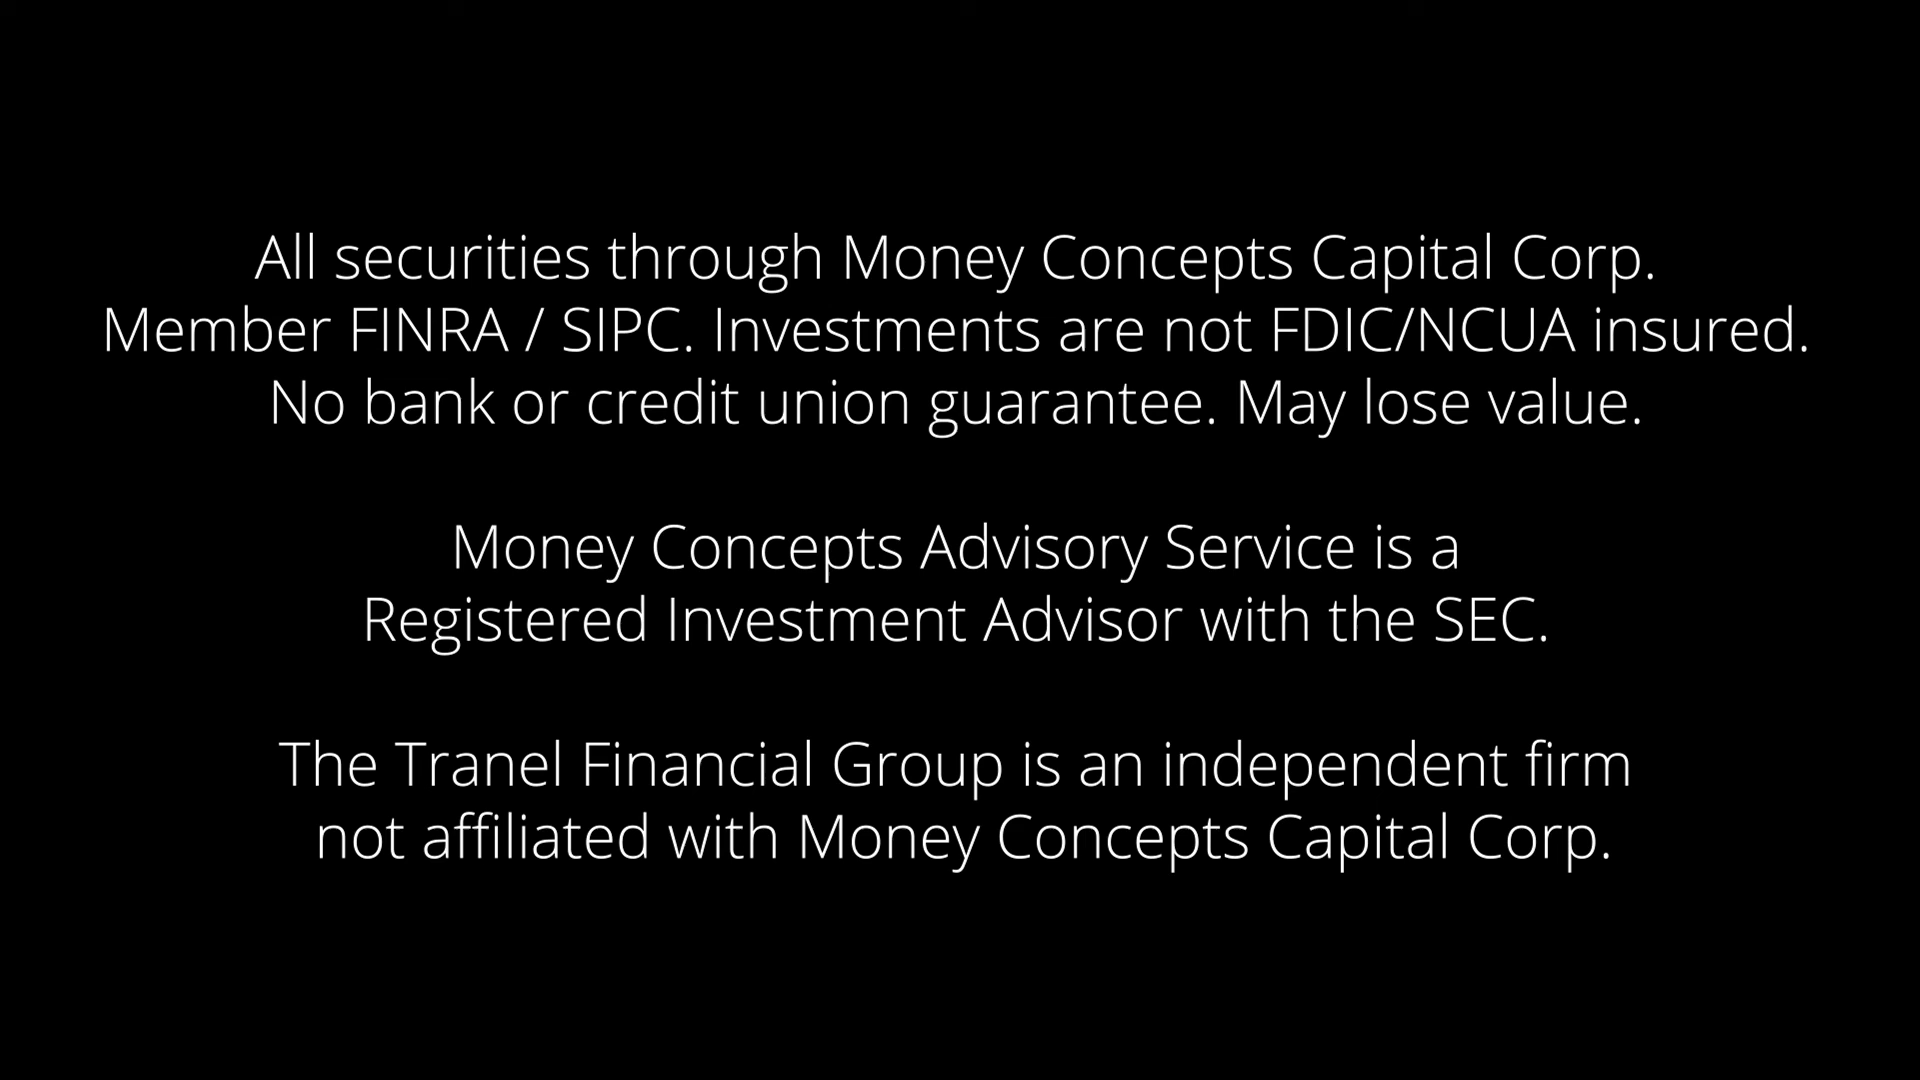 All securities through Money Concepts Capital Corp.
Member FINRA / SIPC. Investments are not FDIC/NCUA insured.
No bank or credit union guarantee. May lose value.
Money Concepts Advisory Service is a
Registered Investment Advisor with the SEC.
The Tranel Financial Group is an independent firm
not affiliated with Money Concepts Capital Corp.